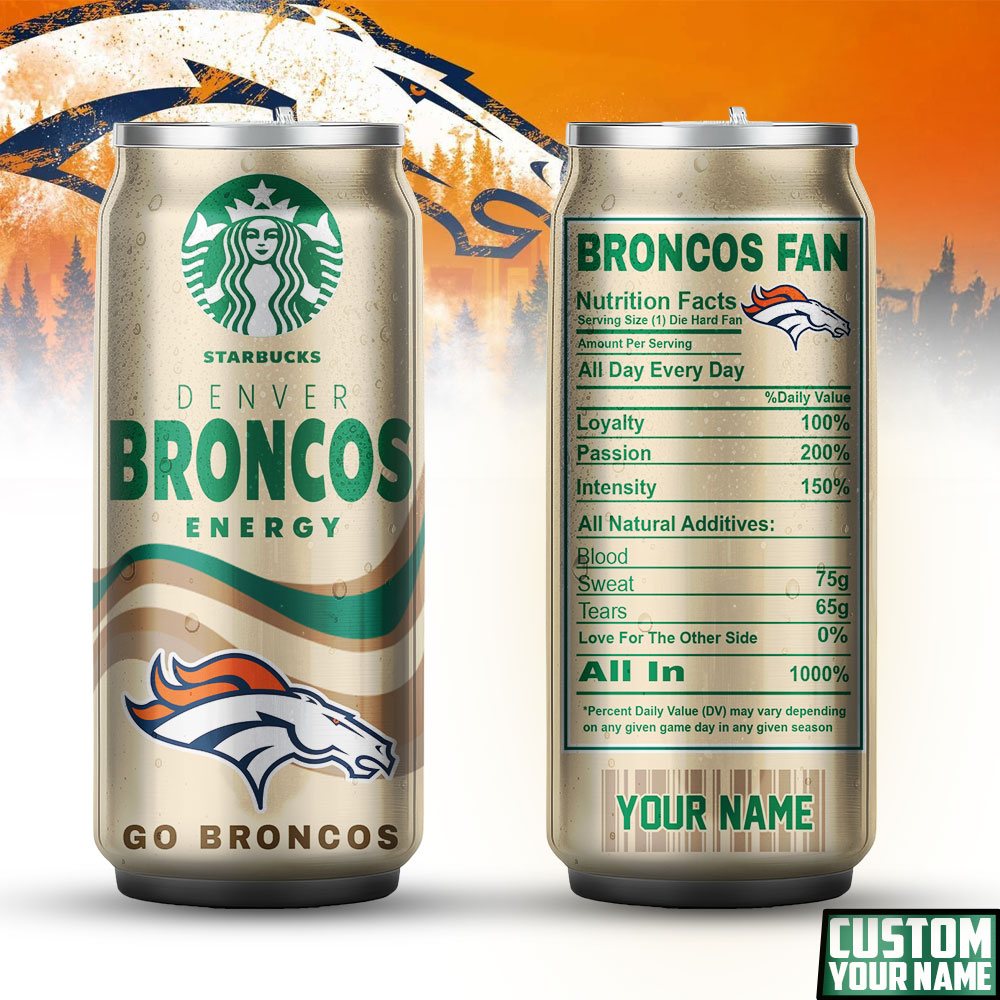 STARBUCKS
DENVER
BRONCOS
ENERGY
GO BRONCOS
BRONCOS FAN
Nutrition Facts
Serving Size (1) Die Hard Fan
Amount Per Serving
All Day Every Day
%Daily Value
Loyalty 100%
Passion 200%
Intensity 150%
All Natural Additives:
Blood
Sweat 75g
Tears 65g
Love For The Other Side 0%
All In 1000%
*Percent Daily Value (DV) may vary depending
on any given game day in any given season
YOUR NAME
CUSTOM
YOUR NAME